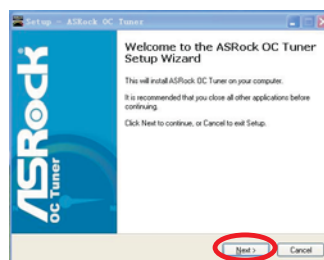 Setup - ASRock OC Tuner
ASRock
OC Tuner
Welcome to the ASRock OC Tuner
Setup Wizard
This will install ASRock OC Tuner on your computer.
It is recommended that you close all other applications before
continuing.
Click Next to continue, or Cancel to exit Setup.
Next >
Cancel